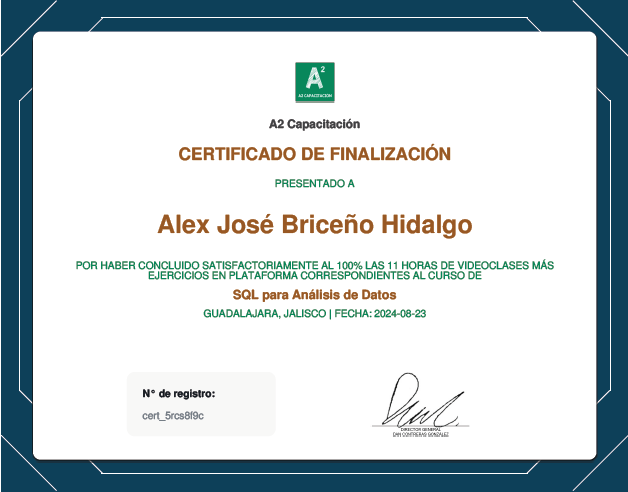 A2
A2 CAPACITACIÓN
A2 Capacitación
CERTIFICADO DE FINALIZACIÓN
PRESENTADO A
Alex José Briceño Hidalgo
POR HABER CONCLUIDO SATISFACTORIAMENTE AL 100% LAS 11 HORAS DE VIDEOCLASES MÁS
EJERCICIOS EN PLATAFORMA CORRESPONDIENTES AL CURSO DE
SQL para Análisis de Datos
GUADALAJARA, JALISCO | FECHA: 2024-08-23
N° de registro:
cert_5rcs8f9c
DIRECTOR GENERAL
DAN CONTRERAS GONZALEZ